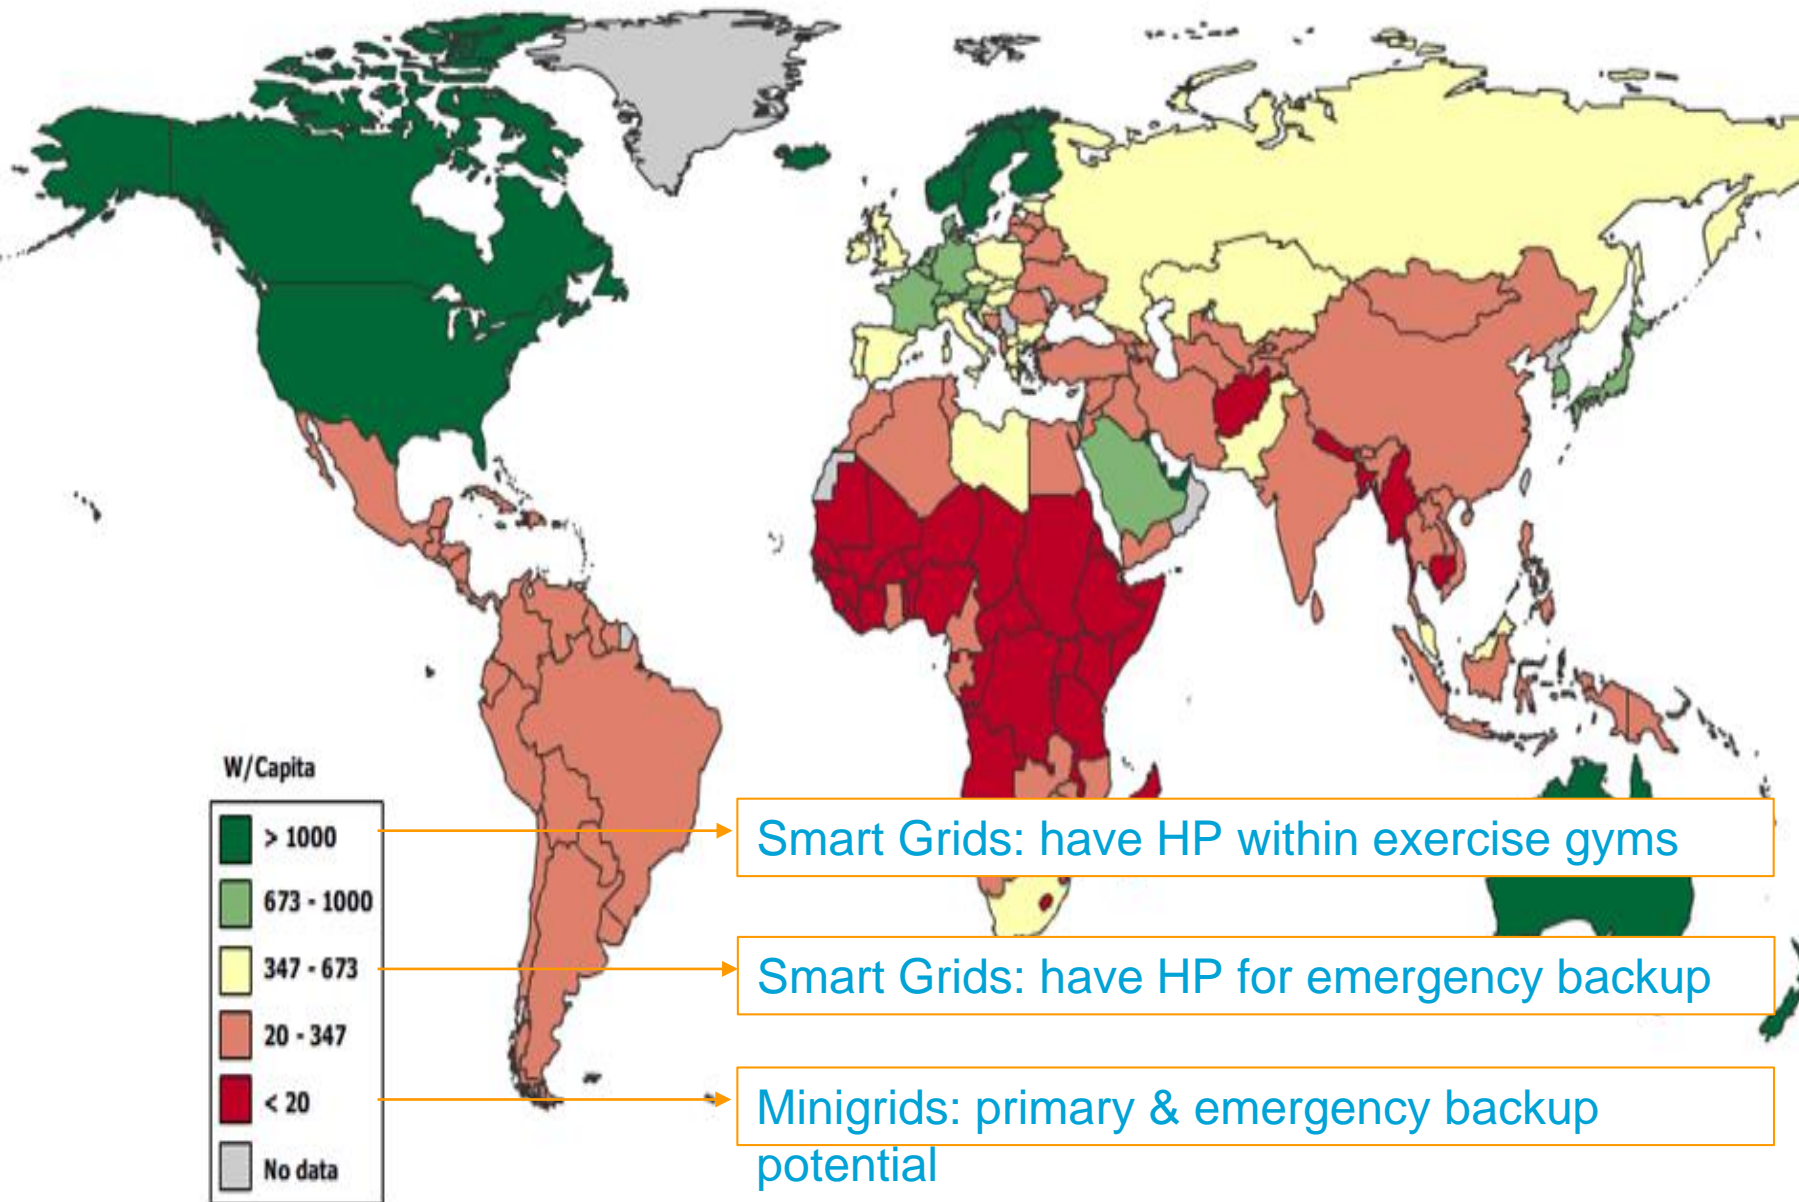 W/Capita
> 1000
673 - 1000
347 - 673
20 - 347
< 20
No data
Smart Grids: have HP within exercise gyms
Smart Grids: have HP for emergency backup
Minigrids: primary & emergency backup
potential